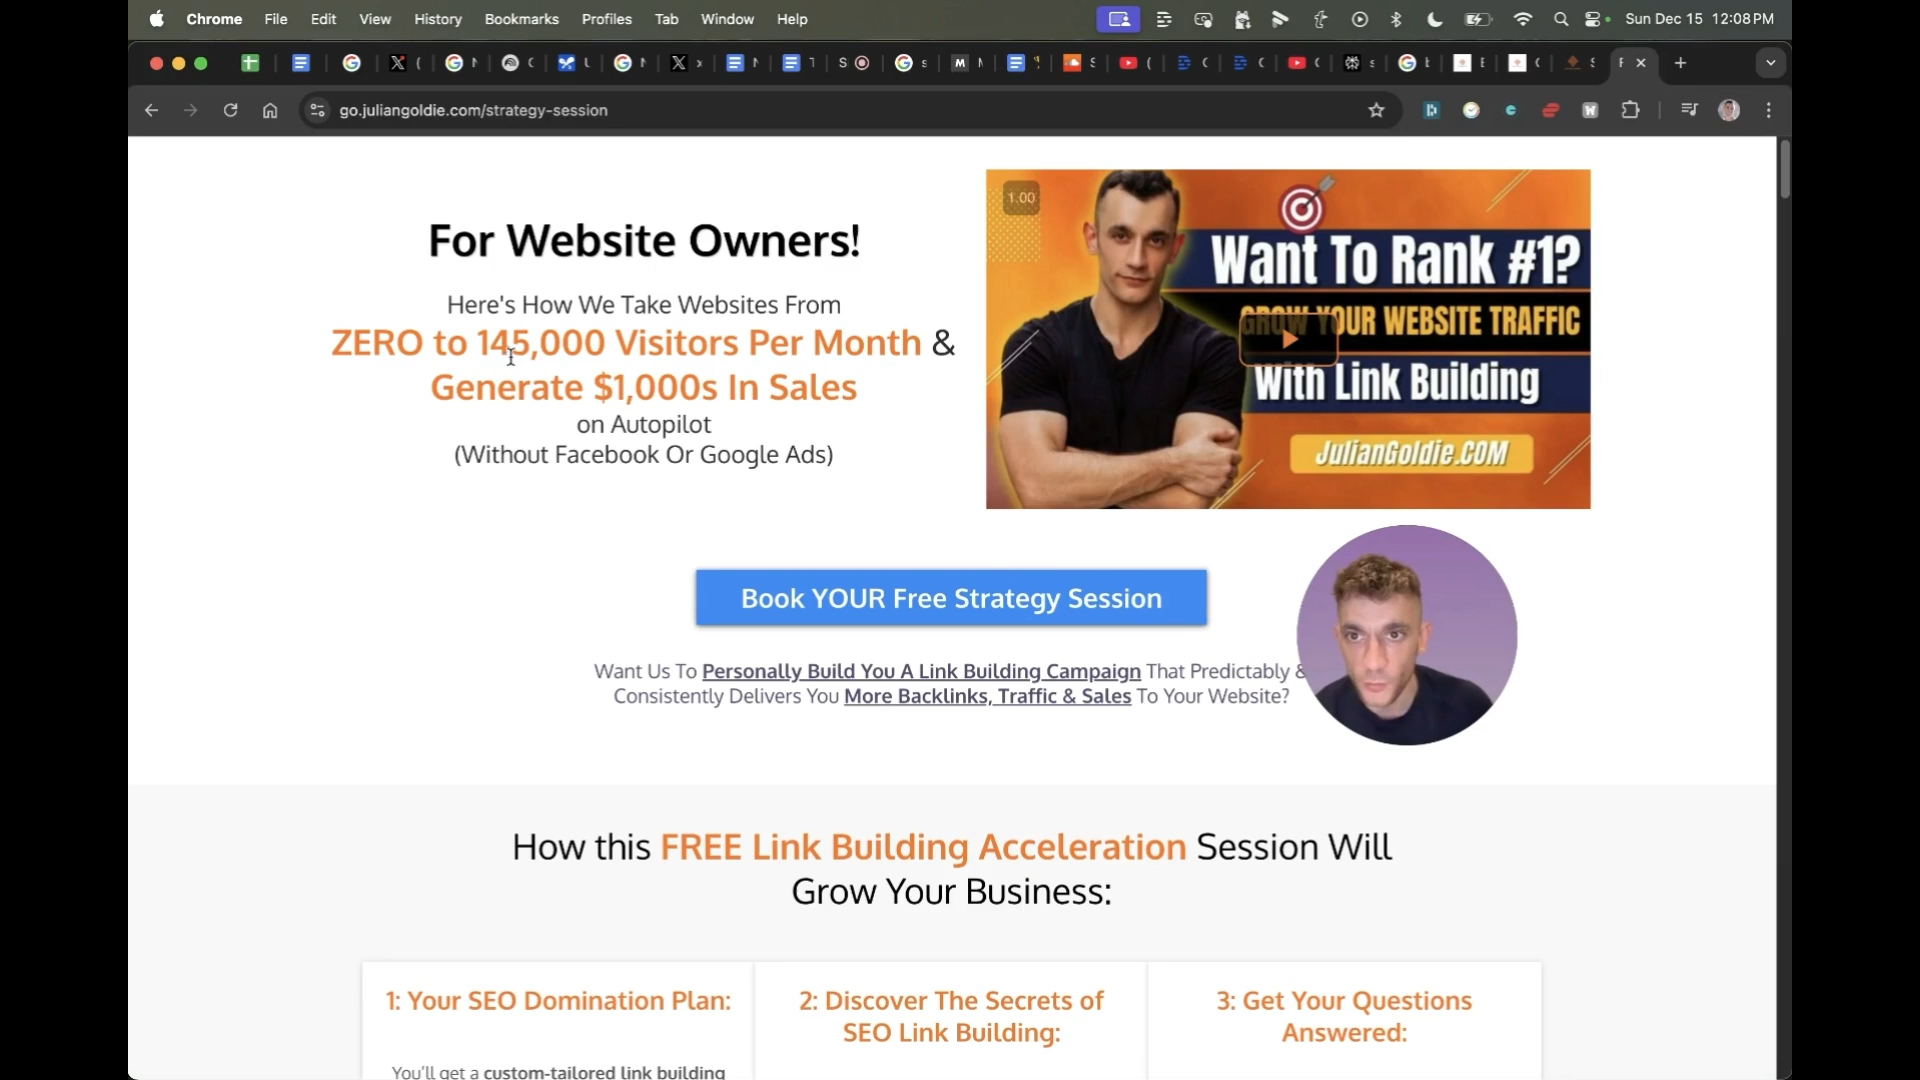 Chrome File Edit View History Bookmarks Profiles Tab Window Help Sun Dec 15 12:08 PM
go.juliangoldie.com/strategy-session
For Website Owners!
Here's How We Take Websites From
ZERO to 145,000 Visitors Per Month &
Generate $1,000s In Sales
on Autopilot
(Without Facebook Or Google Ads)
1.00
Want To Rank #1?
GROW YOUR WEBSITE TRAFFIC
With Link Building
JulianGoldie.COM
Book YOUR Free Strategy Session
Want Us To Personally Build You A Link Building Campaign That Predictably &
Consistently Delivers You More Backlinks, Traffic & Sales To Your Website?
How this FREE Link Building Acceleration Session Will
Grow Your Business:
1: Your SEO Domination Plan:
You'll get a custom-tailored link building
2: Discover The Secrets of
SEO Link Building:
3: Get Your Questions
Answered: